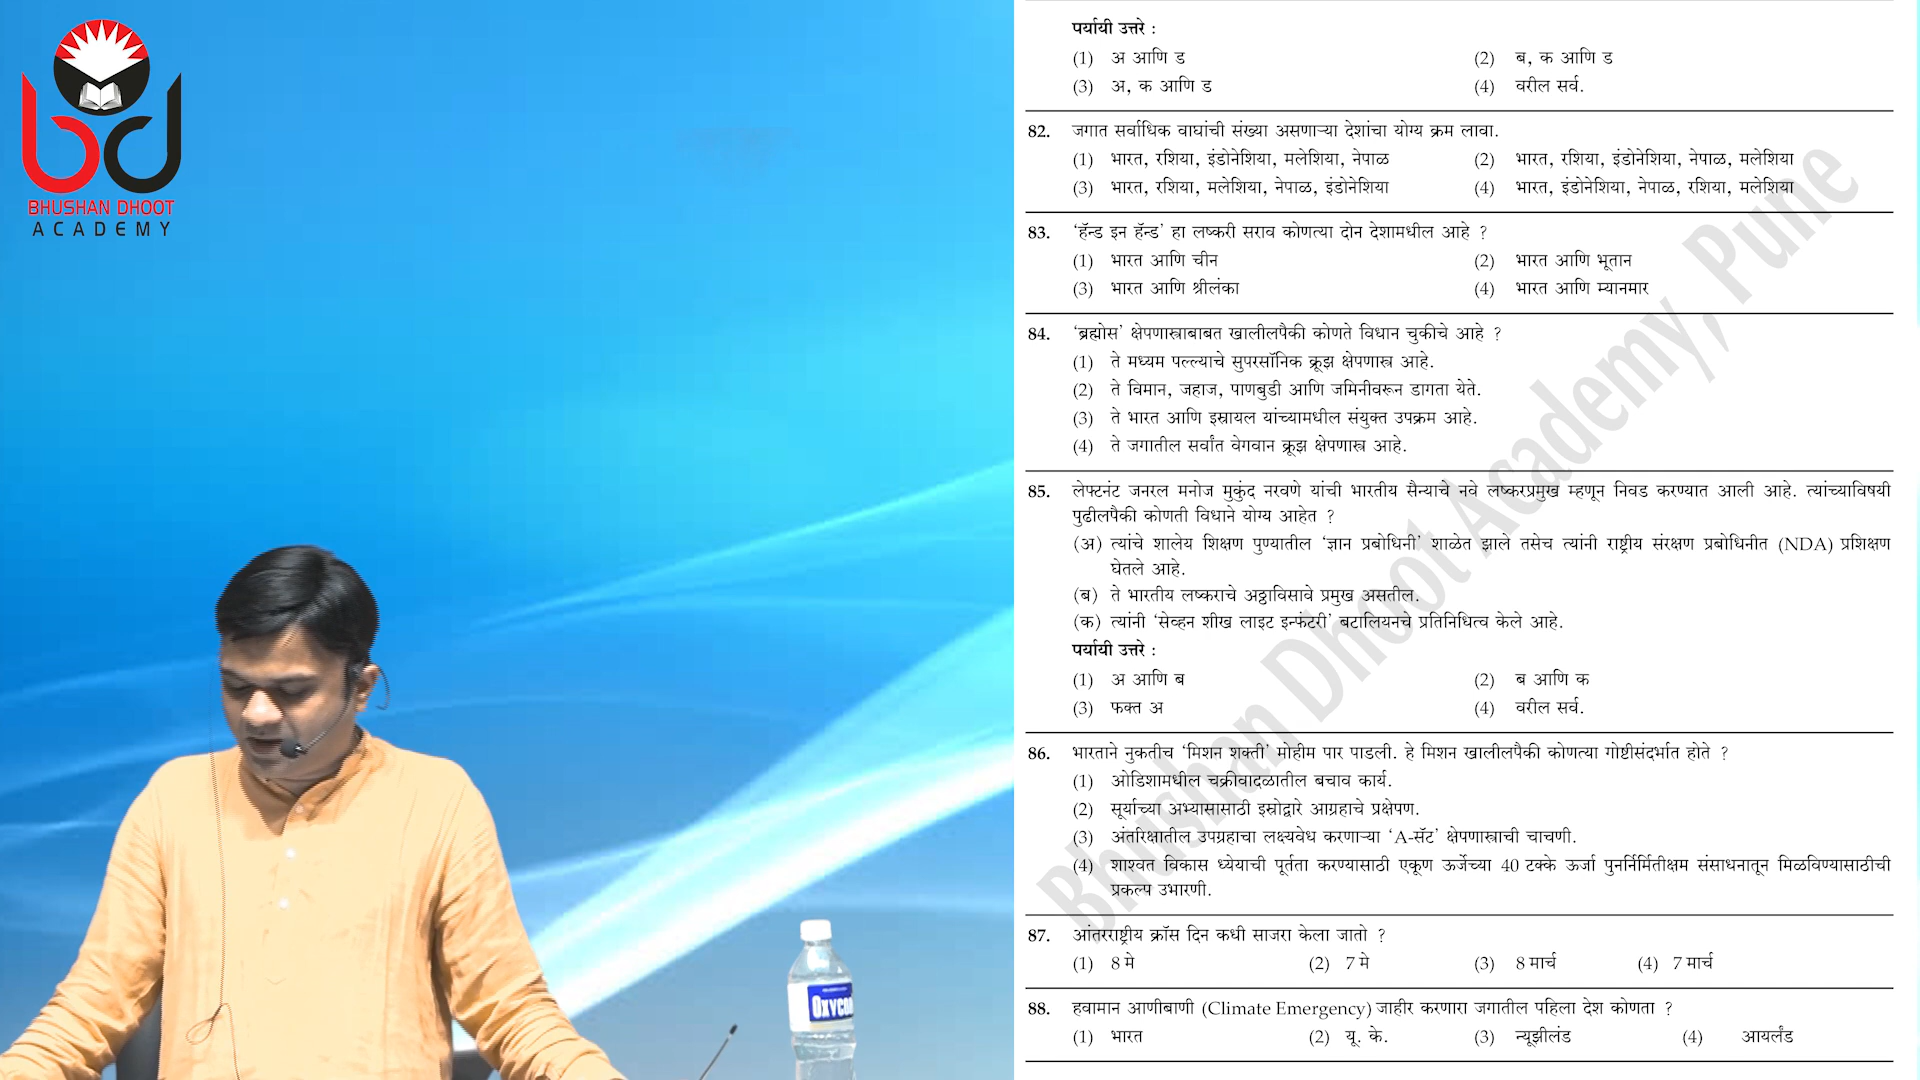 BHUSHAN DHOOT
ACADEMY
पर्यायी उत्तरे :
(1) अ आणि ड (2) ब, क आणि ड
(3) अ, क आणि ड (4) वरील सर्व.
82. जगात सर्वाधिक वाघांची संख्या असणाऱ्या देशांचा योग्य क्रम लावा.
(1) भारत, रशिया, इंडोनेशिया, मलेशिया, नेपाळ (2) भारत, रशिया, इंडोनेशिया, नेपाळ, मलेशिया
(3) भारत, रशिया, मलेशिया, नेपाळ, इंडोनेशिया (4) भारत, इंडोनेशिया, नेपाळ, रशिया, मलेशिया
83. ‘हॅन्ड इन हॅन्ड’ हा लष्करी सराव कोणत्या दोन देशामधील आहे ?
(1) भारत आणि चीन (2) भारत आणि भूतान
(3) भारत आणि श्रीलंका (4) भारत आणि म्यानमार
84. ‘ब्रह्मोस’ क्षेपणास्त्राबाबत खालीलपैकी कोणते विधान चुकीचे आहे ?
(1) ते मध्यम पल्ल्याचे सुपरसॉनिक क्रूझ क्षेपणास्त्र आहे.
(2) ते विमान, जहाज, पाणबुडी आणि जमिनीवरून डागता येते.
(3) ते भारत आणि इस्रायल यांच्यामधील संयुक्त उपक्रम आहे.
(4) ते जगातील सर्वांत वेगवान क्रूझ क्षेपणास्त्र आहे.
85. लेफ्टनंट जनरल मनोज मुकुंद नरवणे यांची भारतीय सैन्याचे नवे लष्करप्रमुख म्हणून निवड करण्यात आली आहे. त्यांच्याविषयी
पुढीलपैकी कोणती विधाने योग्य आहेत ?
(अ) त्यांचे शालेय शिक्षण पुण्यातील ‘ज्ञान प्रबोधिनी’ शाळेत झाले तसेच त्यांनी राष्ट्रीय संरक्षण प्रबोधिनीत (NDA) प्रशिक्षण
घेतले आहे.
(ब) ते भारतीय लष्कराचे अठ्ठाविसावे प्रमुख असतील.
(क) त्यांनी ‘सेव्हन शीख लाइट इन्फंटरी’ बटालियनचे प्रतिनिधित्व केले आहे.
पर्यायी उत्तरे :
(1) अ आणि ब (2) ब आणि क
(3) फक्त अ (4) वरील सर्व.
86. भारताने नुकतीच ‘मिशन शक्ती’ मोहीम पार पाडली. हे मिशन खालीलपैकी कोणत्या गोष्टीसंदर्भात होते ?
(1) ओडिशामधील चक्रीवादळातील बचाव कार्य.
(2) सूर्याच्या अभ्यासासाठी इस्रोद्वारे आग्रहाचे प्रक्षेपण.
(3) अंतरिक्षातील उपग्रहाचा लक्ष्यवेध करणाऱ्या ‘A-सॅट’ क्षेपणास्त्राची चाचणी.
(4) शाश्वत विकास ध्येयाची पूर्तता करण्यासाठी एकूण ऊर्जेच्या 40 टक्के ऊर्जा पुनर्निर्मितीक्षम संसाधनातून मिळविण्यासाठीची
प्रकल्प उभारणी.
87. आंतरराष्ट्रीय क्रॉस दिन कधी साजरा केला जातो ?
(1) 8 मे (2) 7 मे (3) 8 मार्च (4) 7 मार्च
88. हवामान आणीबाणी (Climate Emergency) जाहीर करणारा जगातील पहिला देश कोणता ?
(1) भारत (2) यू. के. (3) न्यूझीलंड (4) आयर्लंड
Bhushan Dhoot Academy, Pune